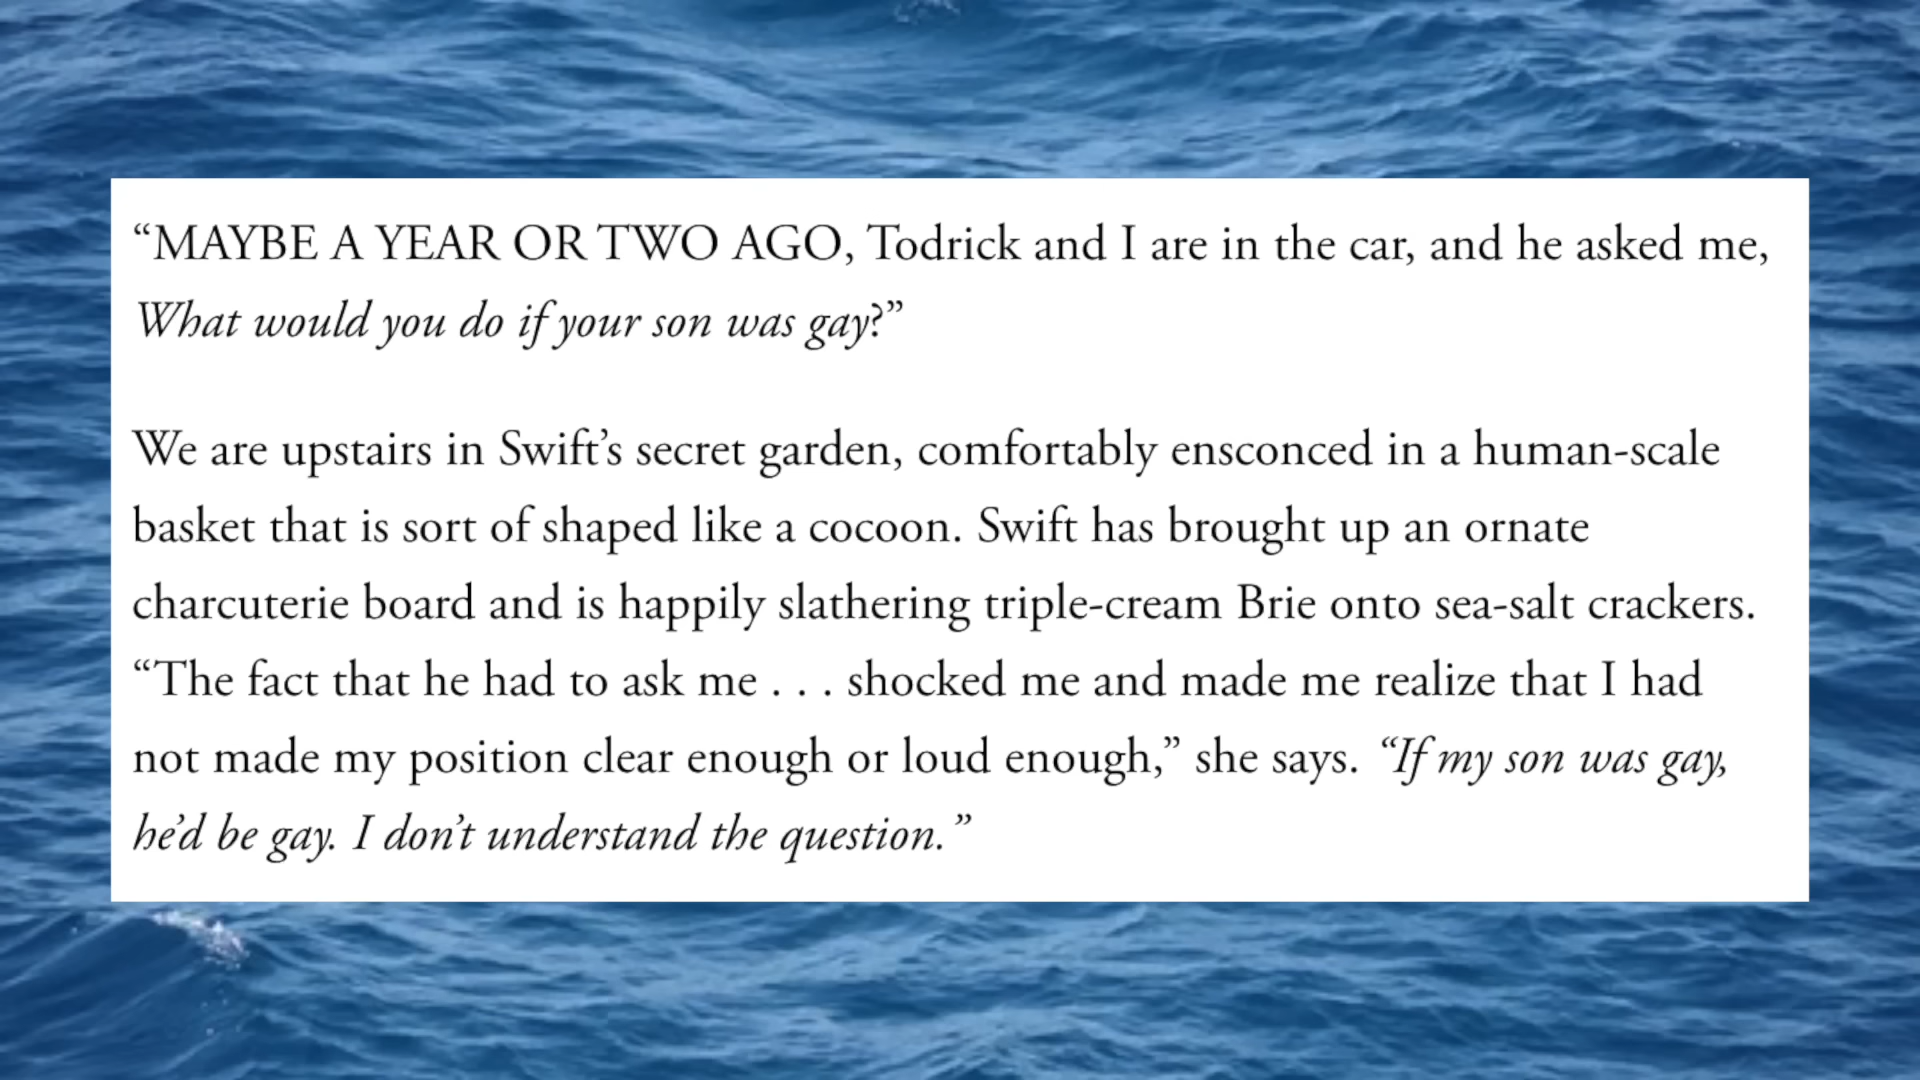 “MAYBE A YEAR OR TWO AGO, Todrick and I are in the car, and he asked me,
What would you do if your son was gay?”
We are upstairs in Swift’s secret garden, comfortably ensconced in a human-scale
basket that is sort of shaped like a cocoon. Swift has brought up an ornate
charcuterie board and is happily slathering triple-cream Brie onto sea-salt crackers.
“The fact that he had to ask me . . . shocked me and made me realize that I had
not made my position clear enough or loud enough,” she says. “If my son was gay,
he’d be gay. I don’t understand the question.”